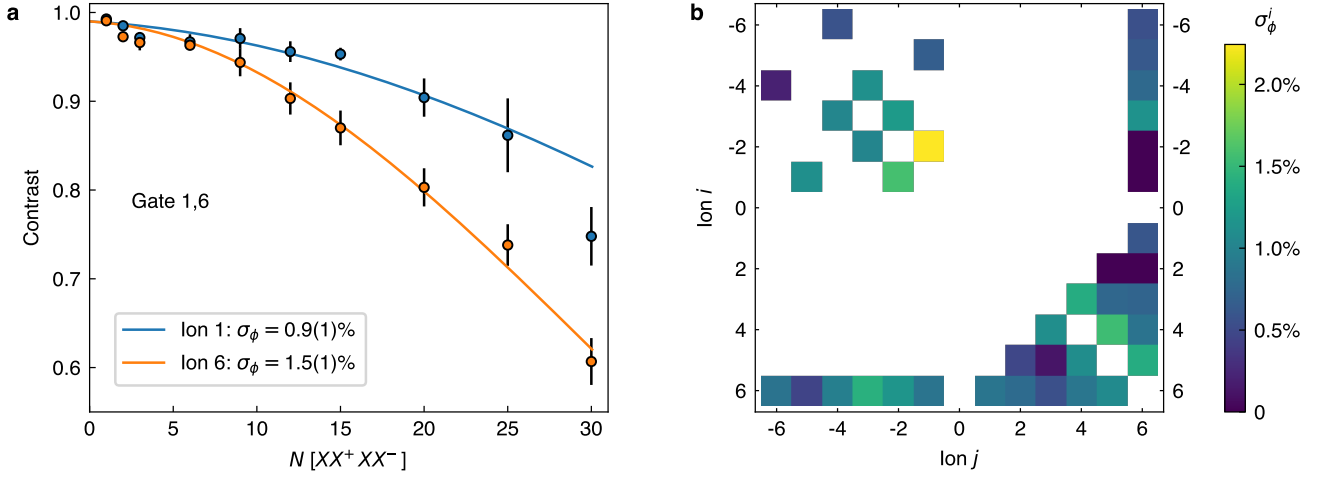 a
Contrast
1.0
0.9
0.8
0.7
0.6
Gate 1,6
Ion 1: σϕ = 0.9(1)%
Ion 6: σϕ = 1.5(1)%
0 5 10 15 20 25 30
N [XX⁺ XX⁻]
b
Ion i
-6
-4
-2
0
2
4
6
-6 -4 -2 0 2 4 6
Ion j
-6
-4
-2
0
2
4
6
σⁱϕ
2.0%
1.5%
1.0%
0.5%
0